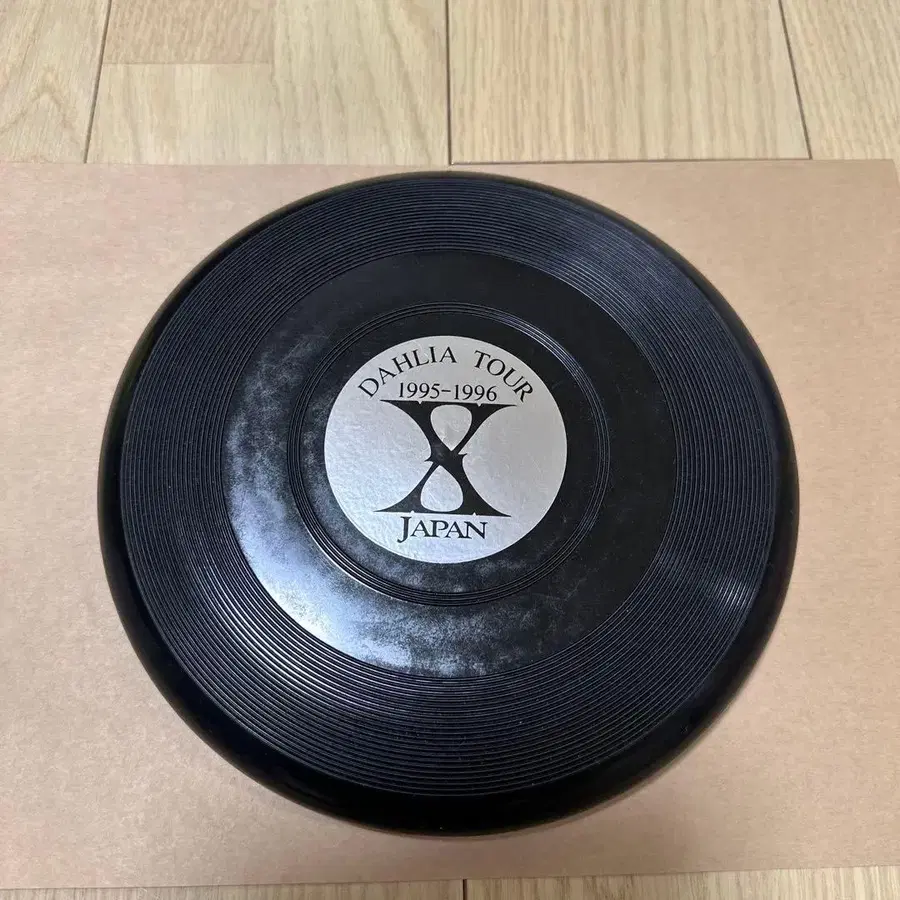 DAHLIA TOUR
1995-1996
X
JAPAN